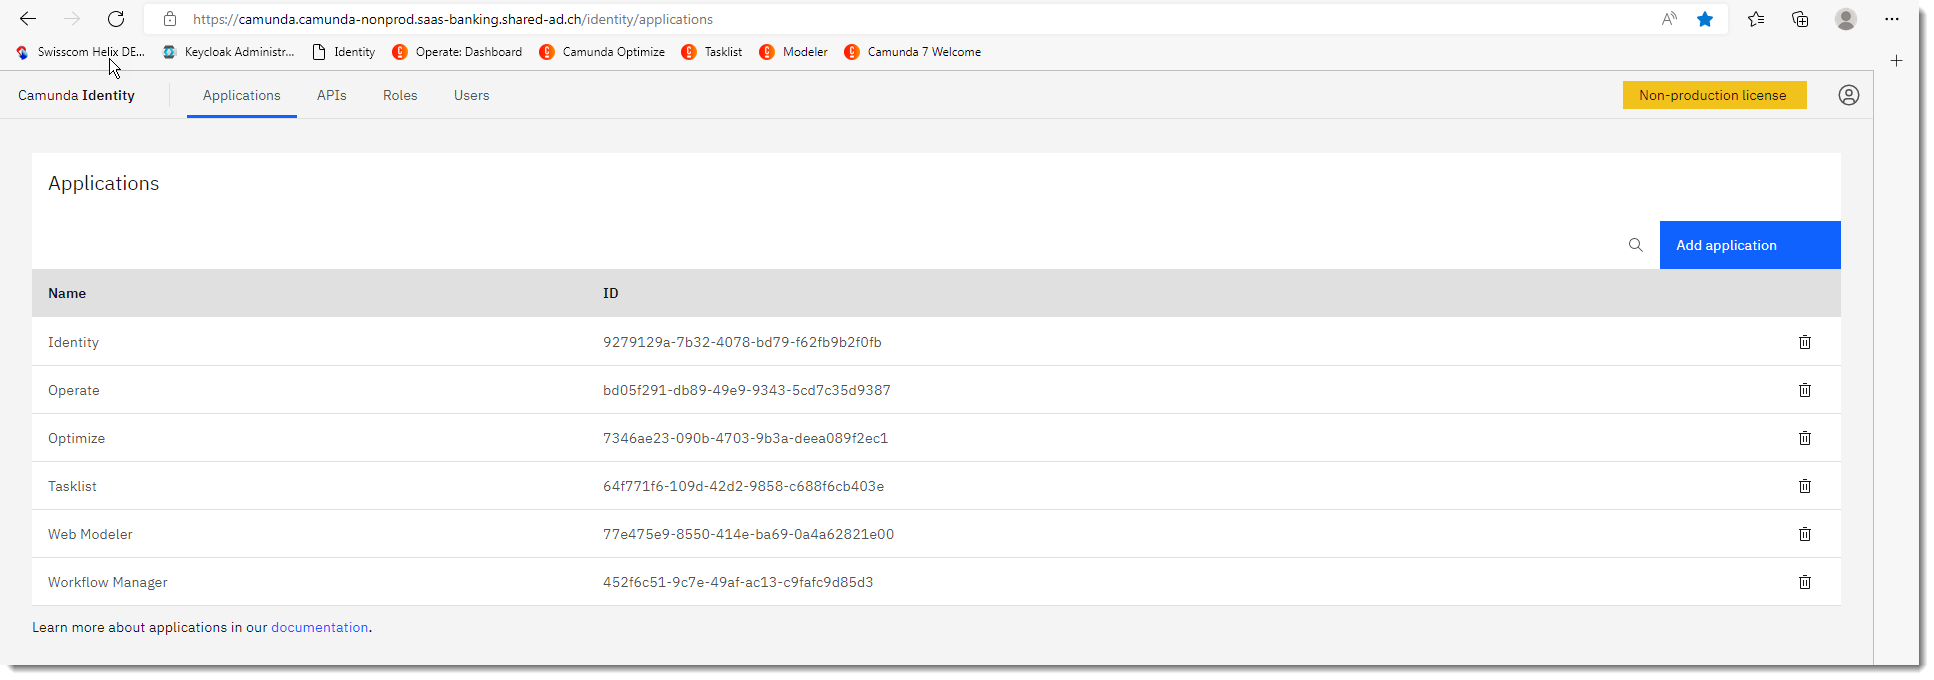 https://camunda.camunda-nonprod.saas-banking.shared-ad.ch/identity/applications
Swisscom Helix DE... Keycloak Administr... Identity Operate: Dashboard Camunda Optimize Tasklist Modeler Camunda 7 Welcome
Camunda Identity Applications APIs Roles Users Non-production license
Applications
Add application
Name ID
Identity 9279129a-7b32-4078-bd79-f62fb9b2f0fb
Operate bd05f291-db89-49e9-9343-5cd7c35d9387
Optimize 7346ae23-090b-4703-9b3a-deea089f2ec1
Tasklist 64f771f6-109d-42d2-9858-c688f6cb403e
Web Modeler 77e475e9-8550-414e-ba69-0a4a62821e00
Workflow Manager 452f6c51-9c7e-49af-ac13-c9fafc9d85d3
Learn more about applications in our documentation.